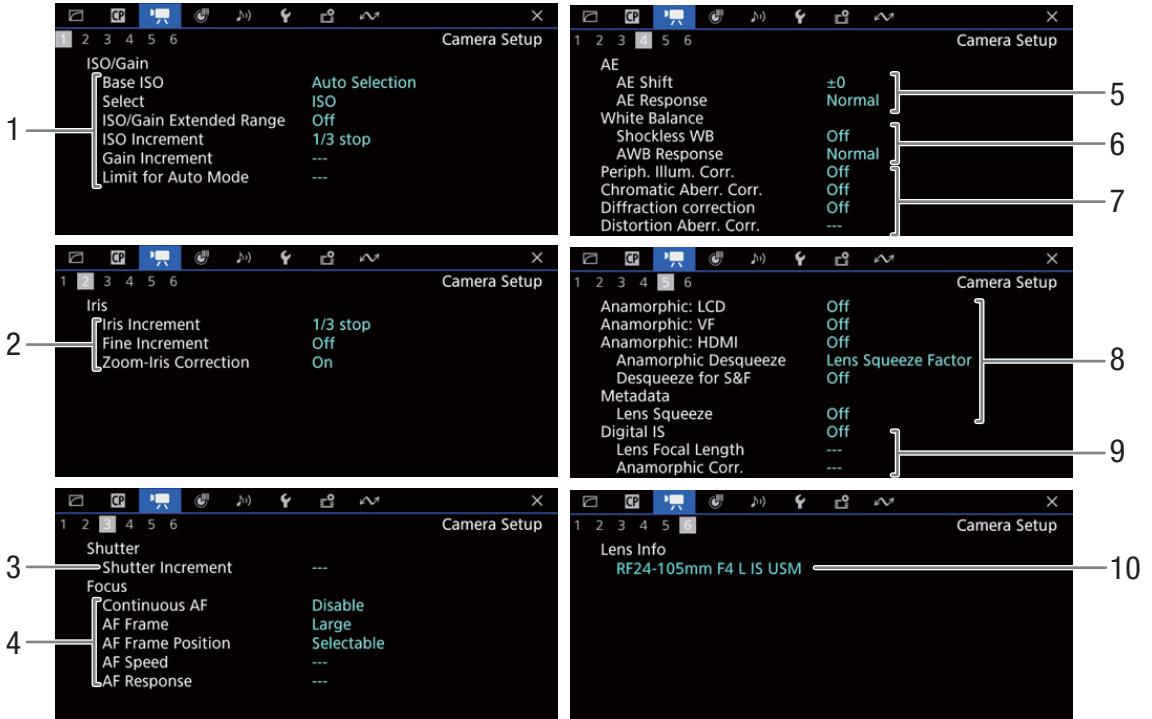 CP
1 2 3 4 5 6 Camera Setup
ISO/Gain
Base ISO Auto Selection
Select ISO
ISO/Gain Extended Range Off
ISO Increment 1/3 stop
Gain Increment ---
Limit for Auto Mode ---
1
CP
1 2 3 4 5 6 Camera Setup
Iris
Iris Increment 1/3 stop
Fine Increment Off
Zoom-Iris Correction On
2
CP
1 2 3 4 5 6 Camera Setup
Shutter
3 Shutter Increment ---
Focus
Continuous AF Disable
AF Frame Large
AF Frame Position Selectable
AF Speed ---
AF Response ---
4
CP
1 2 3 4 5 6 Camera Setup
AE
AE Shift ±0
AE Response Normal
5
White Balance
Shockless WB Off
AWB Response Normal
6
Periph. Illum. Corr. Off
Chromatic Aberr. Corr. Off
Diffraction correction Off
Distortion Aberr. Corr. ---
7
CP
1 2 3 4 5 6 Camera Setup
Anamorphic: LCD Off
Anamorphic: VF Off
Anamorphic: HDMI Off
Anamorphic Desqueeze Lens Squeeze Factor
Desqueeze for S&F Off
Metadata
Lens Squeeze Off
8
Digital IS Off
Lens Focal Length ---
Anamorphic Corr. ---
9
CP
1 2 3 4 5 6 Camera Setup
Lens Info
RF24-105mm F4 L IS USM 10